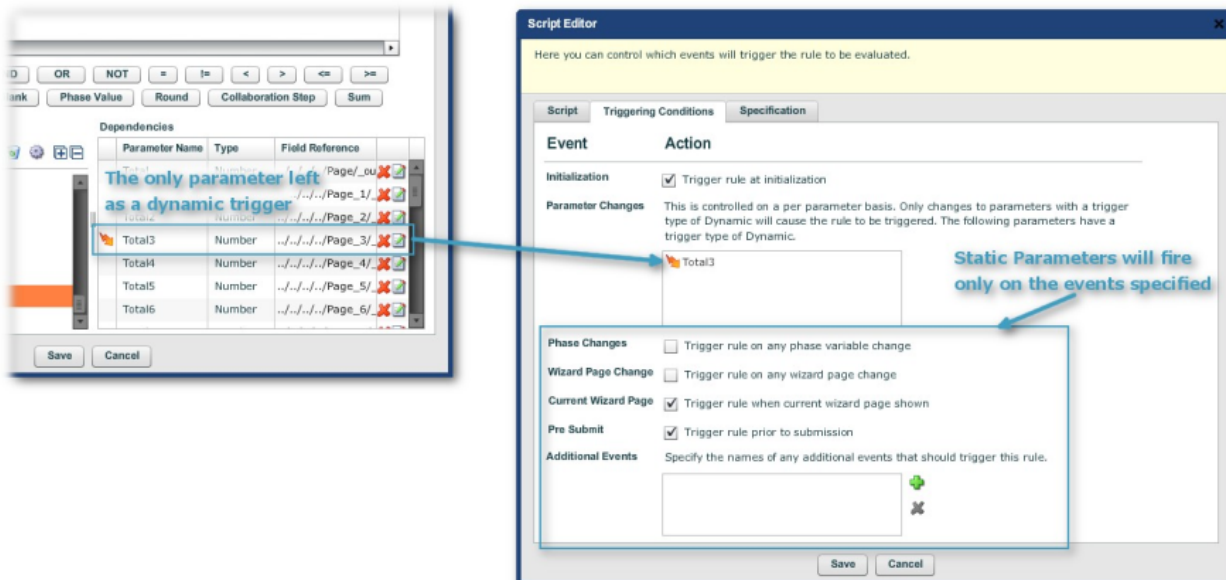 OR NOT = != < > <= >=
Phase Value Round Collaboration Step Sum
Dependencies
Parameter Name Type Field Reference
Total Number ../../../../Page/_ou
../../../../Page_1/_
Total2 Number ../../../../Page_2/_
Total3 Number ../../../../Page_3/_
Total4 Number ../../../../Page_4/_
Total5 Number ../../../../Page_5/_
Total6 Number ../../../../Page_6/_
The only parameter left
as a dynamic trigger
Save Cancel
Script Editor
Here you can control which events will trigger the rule to be evaluated.
Script Triggering Conditions Specification
Event Action
Initialization Trigger rule at initialization
Parameter Changes This is controlled on a per parameter basis. Only changes to parameters with a trigger
type of Dynamic will cause the rule to be triggered. The following parameters have a
trigger type of Dynamic.
Total3
Static Parameters will fire
only on the events specified
Phase Changes Trigger rule on any phase variable change
Wizard Page Change Trigger rule on any wizard page change
Current Wizard Page Trigger rule when current wizard page shown
Pre Submit Trigger rule prior to submission
Additional Events Specify the names of any additional events that should trigger this rule.
Save Cancel